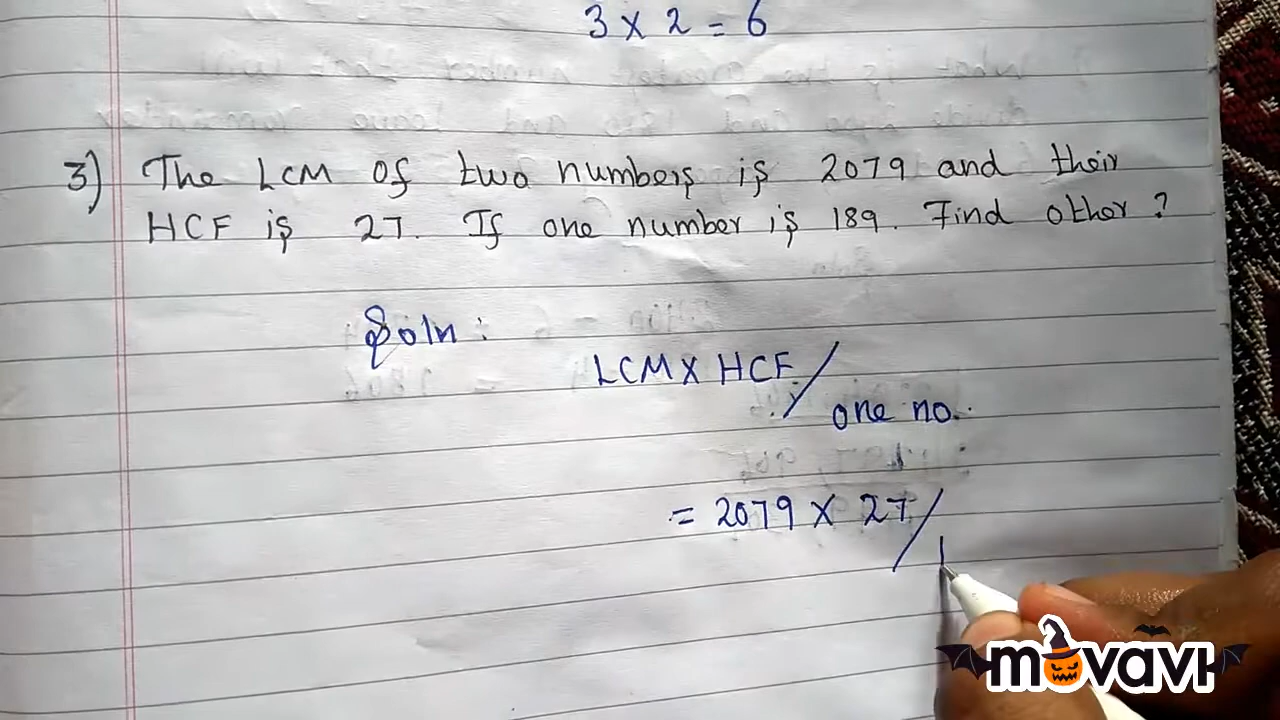 3 x 2 = 6
3) The LCM of two numbers is 2079 and their
HCF is 27. If one number is 189. Find other?
Soln:
LCM X HCF / one no.
= 2079 X 27 / 1
movavi